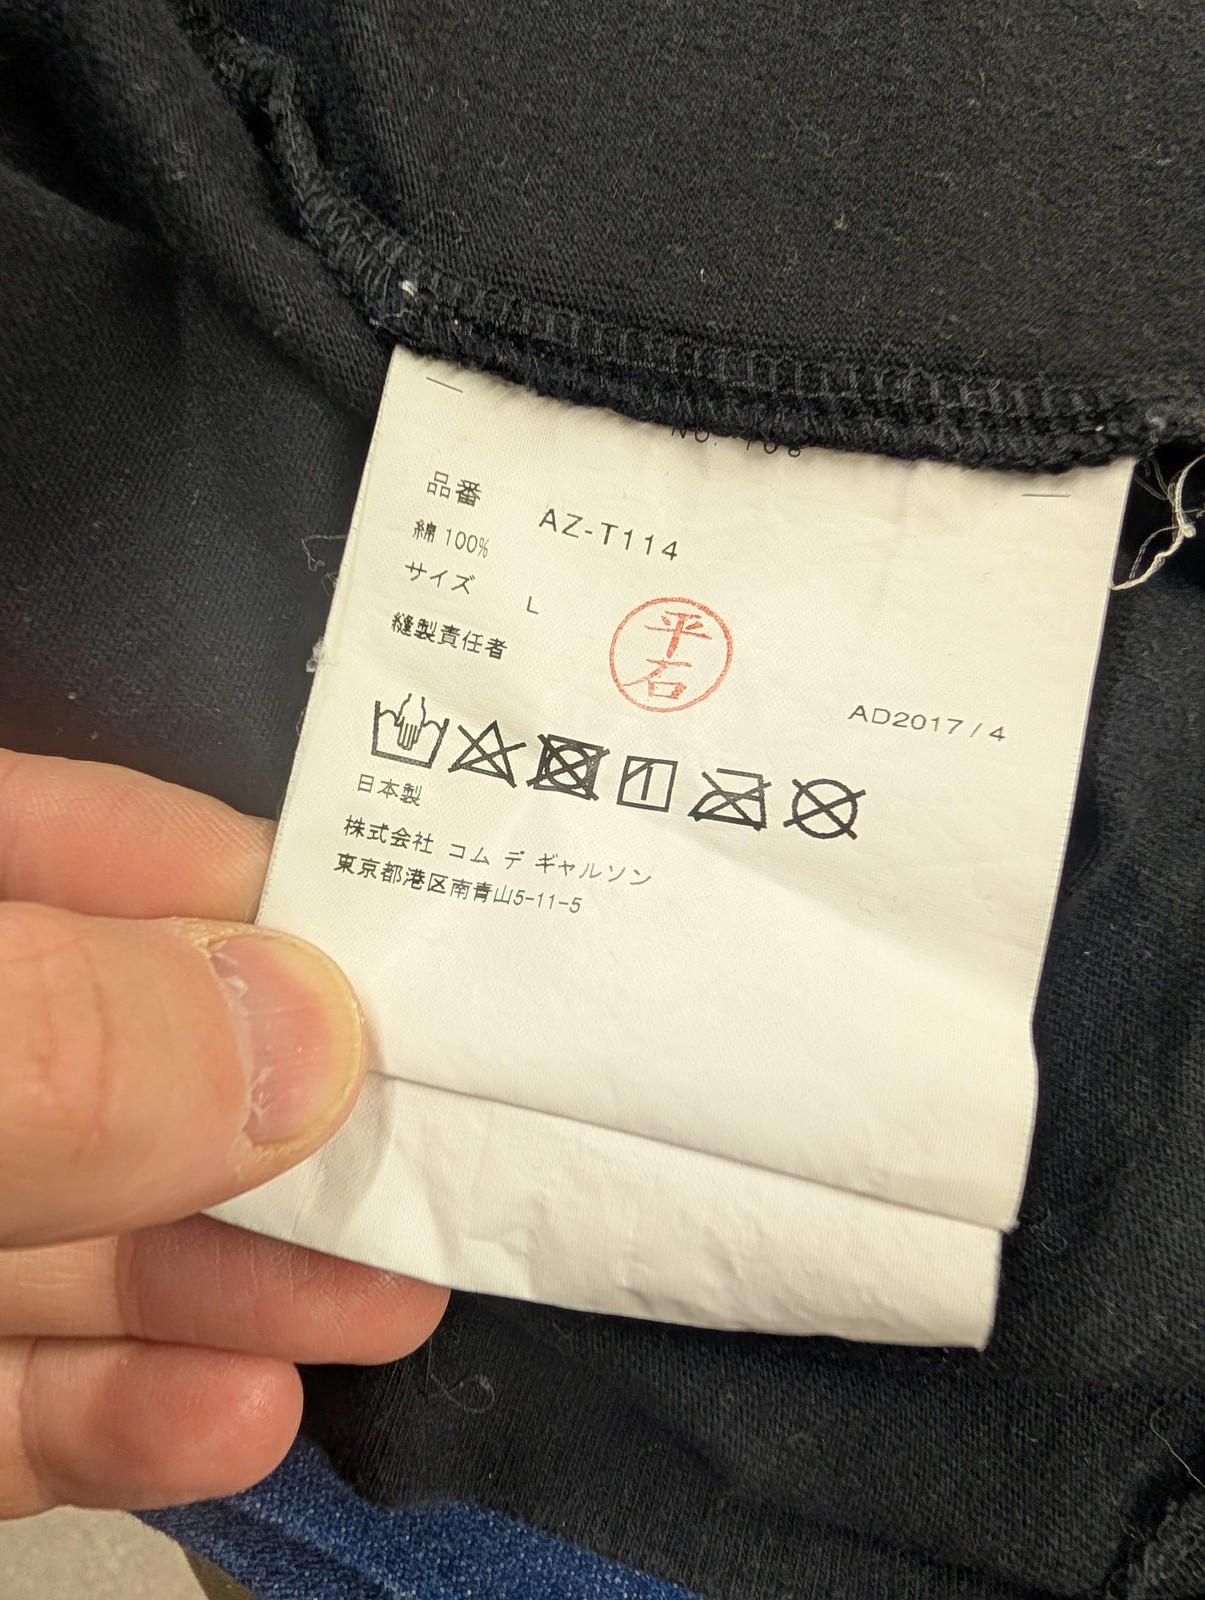 品番 AZ-T114
綿 100%
サイズ L
縫製責任者 平石
AD2017/4
日本製
株式会社 コム デ ギャルソン
東京都港区南青山5-11-5